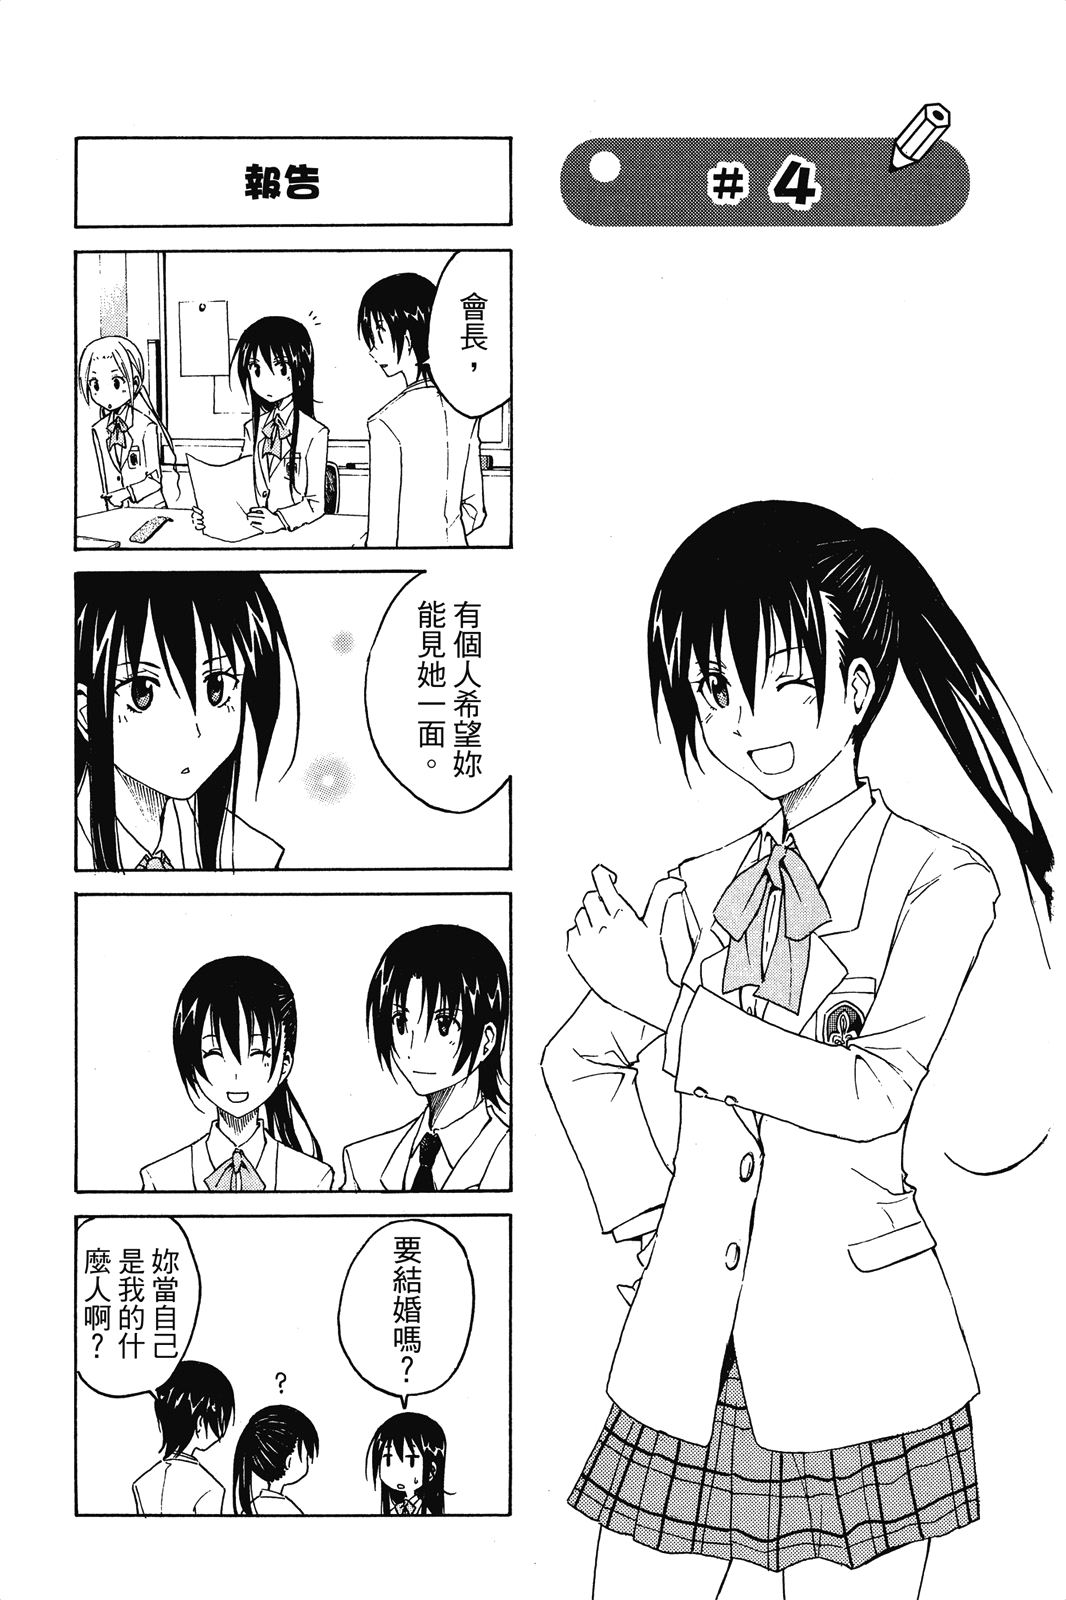 # 4
報告
會長，
有個人希望妳
能見她一面。
要結婚嗎？
妳當自己
是我的什
麼人啊？
？